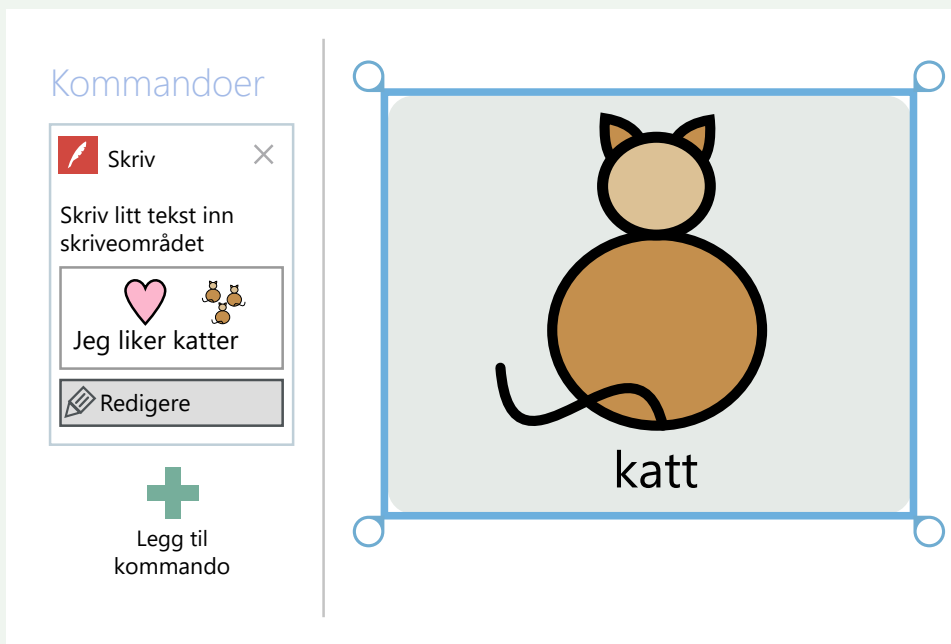 Kommandoer
Skriv
Skriv litt tekst inn
skriveområdet
Jeg liker katter
Redigere
Legg til
kommando
katt